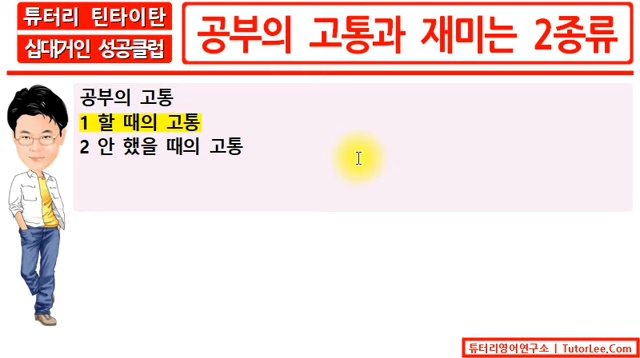 튜터리 틴타이탄
십대거인 성공클럽
공부의 고통과 재미는 2종류
공부의 고통
1 할 때의 고통
2 안 했을 때의 고통
튜터리영어연구소 | TutorLee.Com